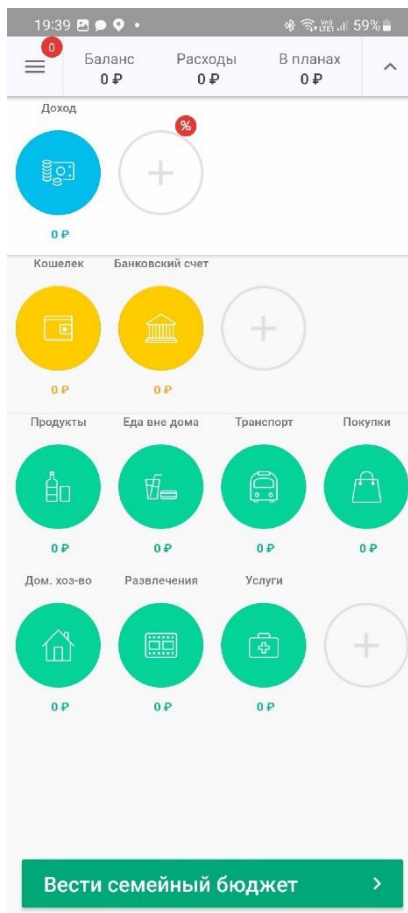 19:39 59%
0
Баланс Расходы В планах
0 ₽ 0 ₽ 0 ₽
Доход
%
0 ₽
Кошелек Банковский счет
0 ₽ 0 ₽
Продукты Еда вне дома Транспорт Покупки
0 ₽ 0 ₽ 0 ₽ 0 ₽
Дом. хоз-во Развлечения Услуги
0 ₽ 0 ₽ 0 ₽
Вести семейный бюджет